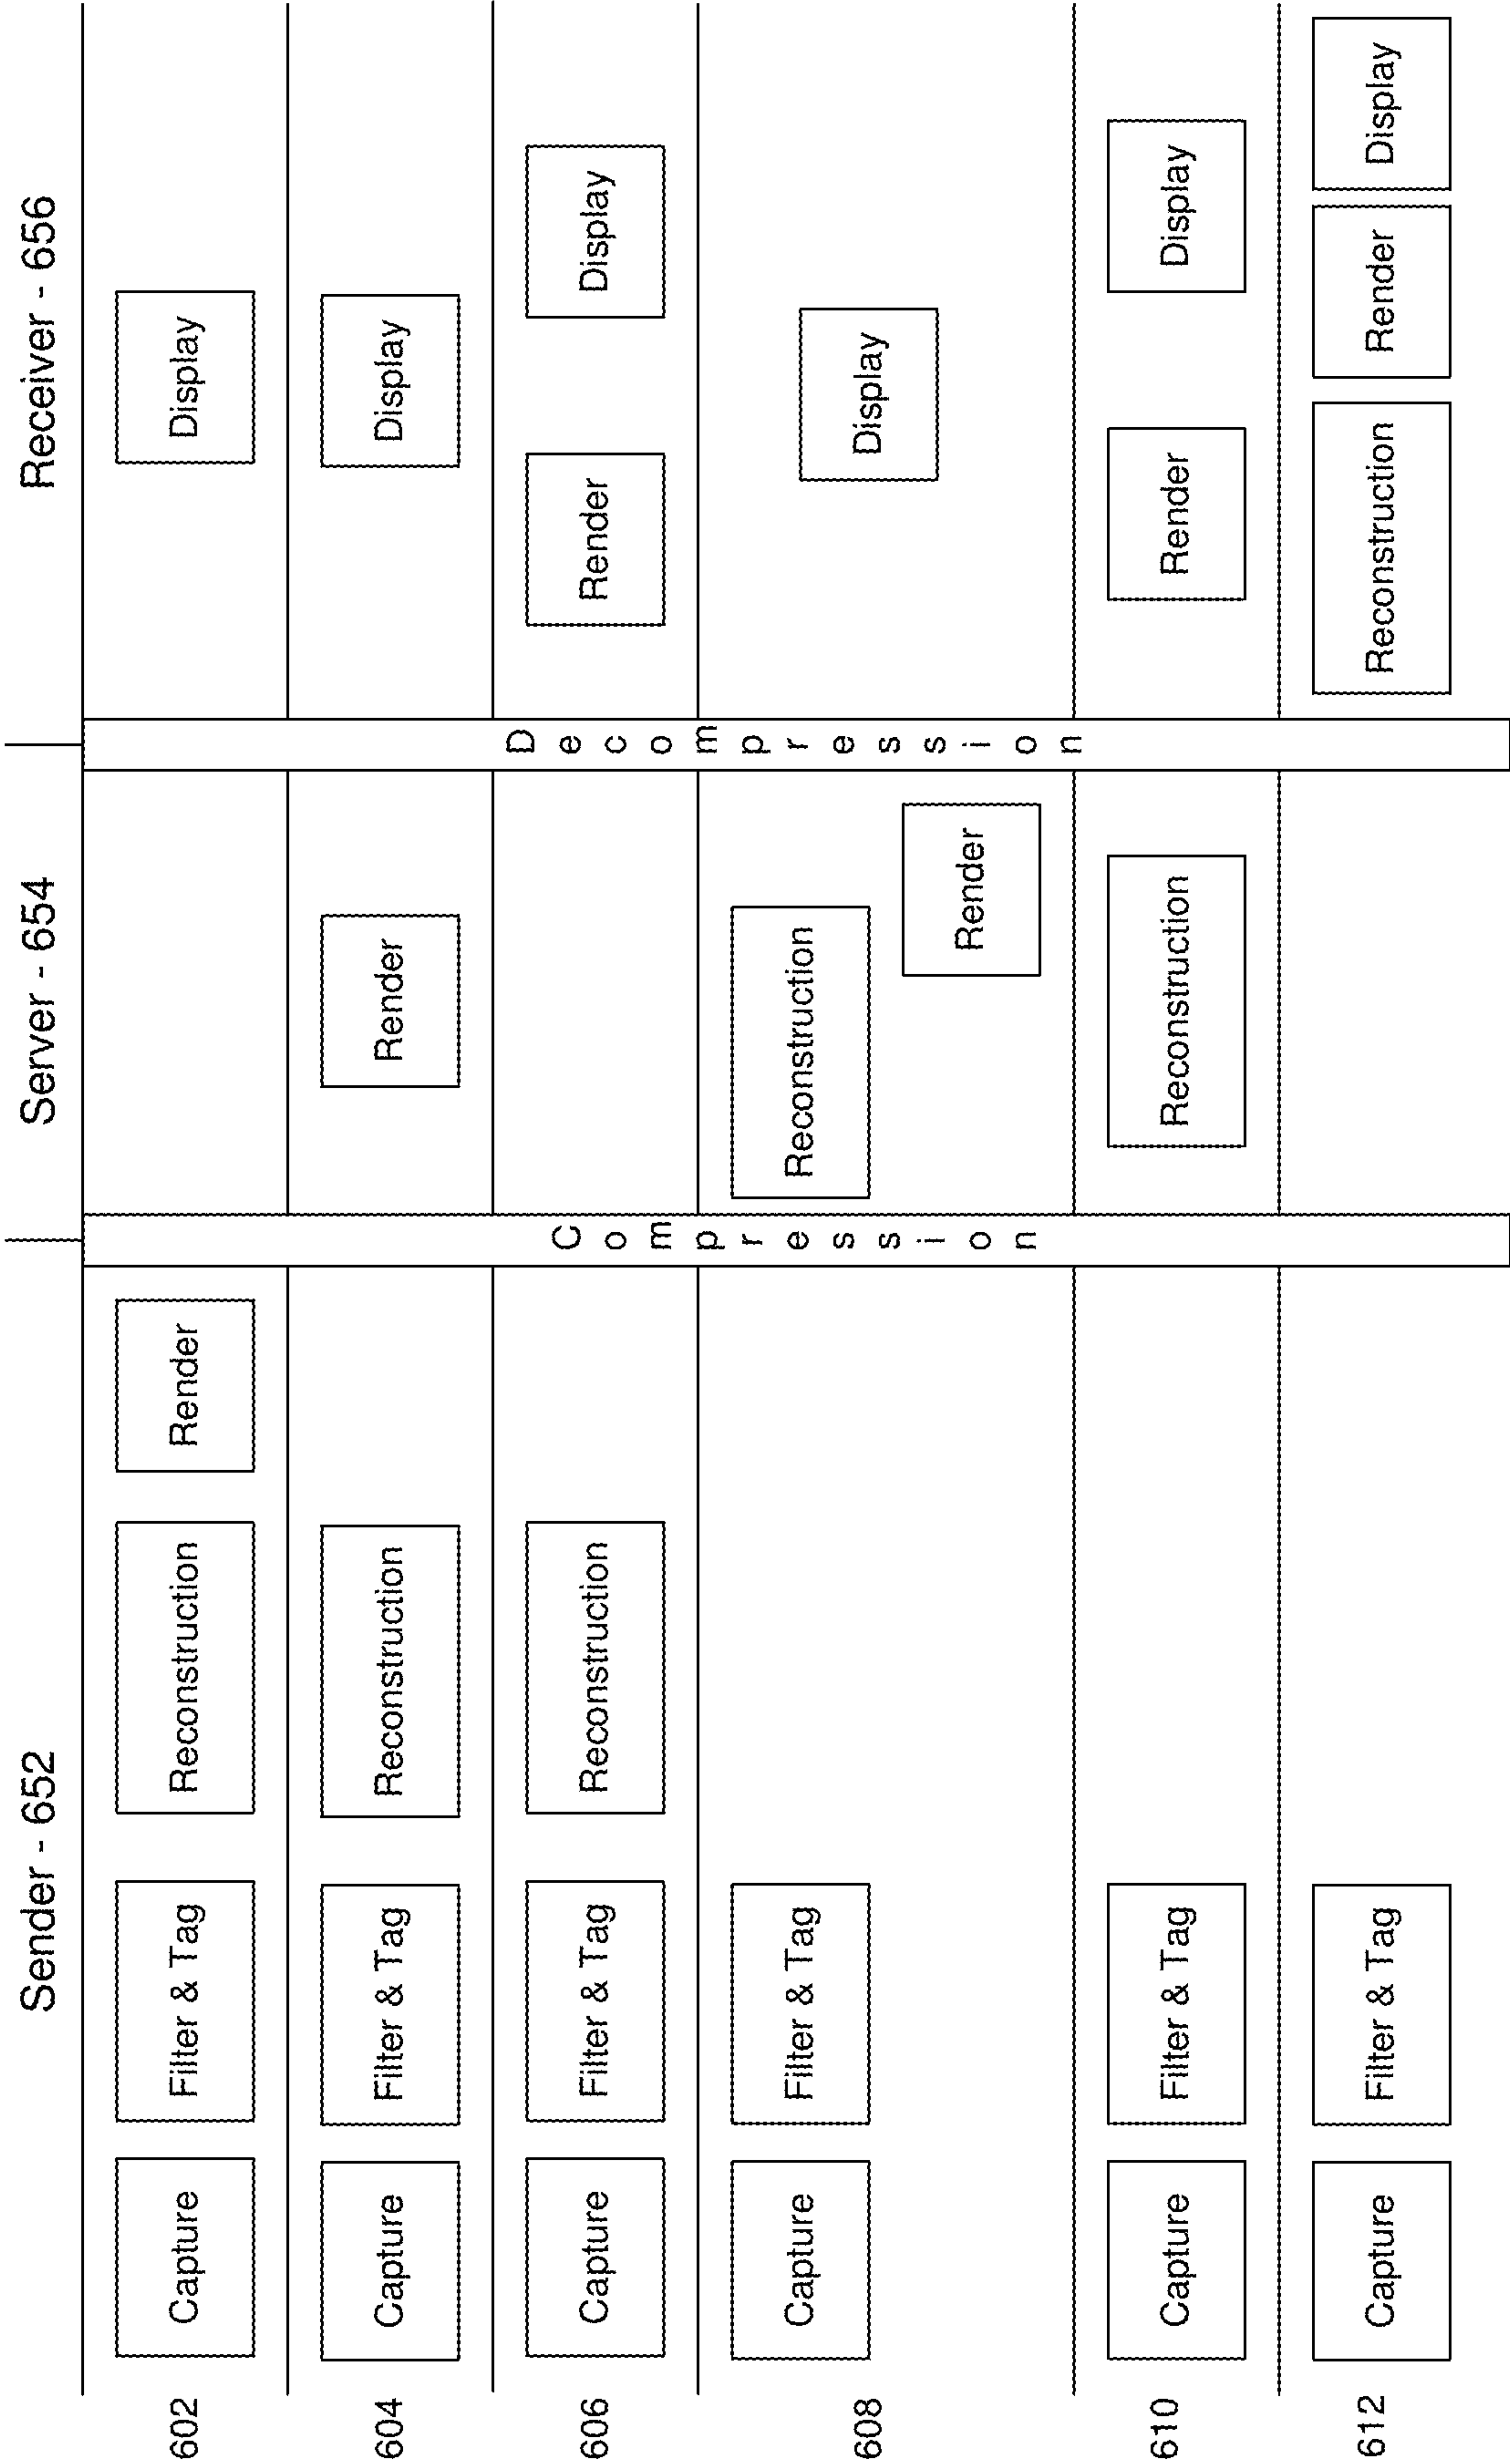 Sender - 652 Server - 654 Receiver - 656
602 Capture Filter & Tag Reconstruction Render Display
604 Capture Filter & Tag Reconstruction Render Display
606 Capture Filter & Tag Reconstruction Render Display
608 Capture Filter & Tag Reconstruction Display
Render
610 Capture Filter & Tag Reconstruction Render Display
612 Capture Filter & Tag Reconstruction Render Display
Compression
Decompression